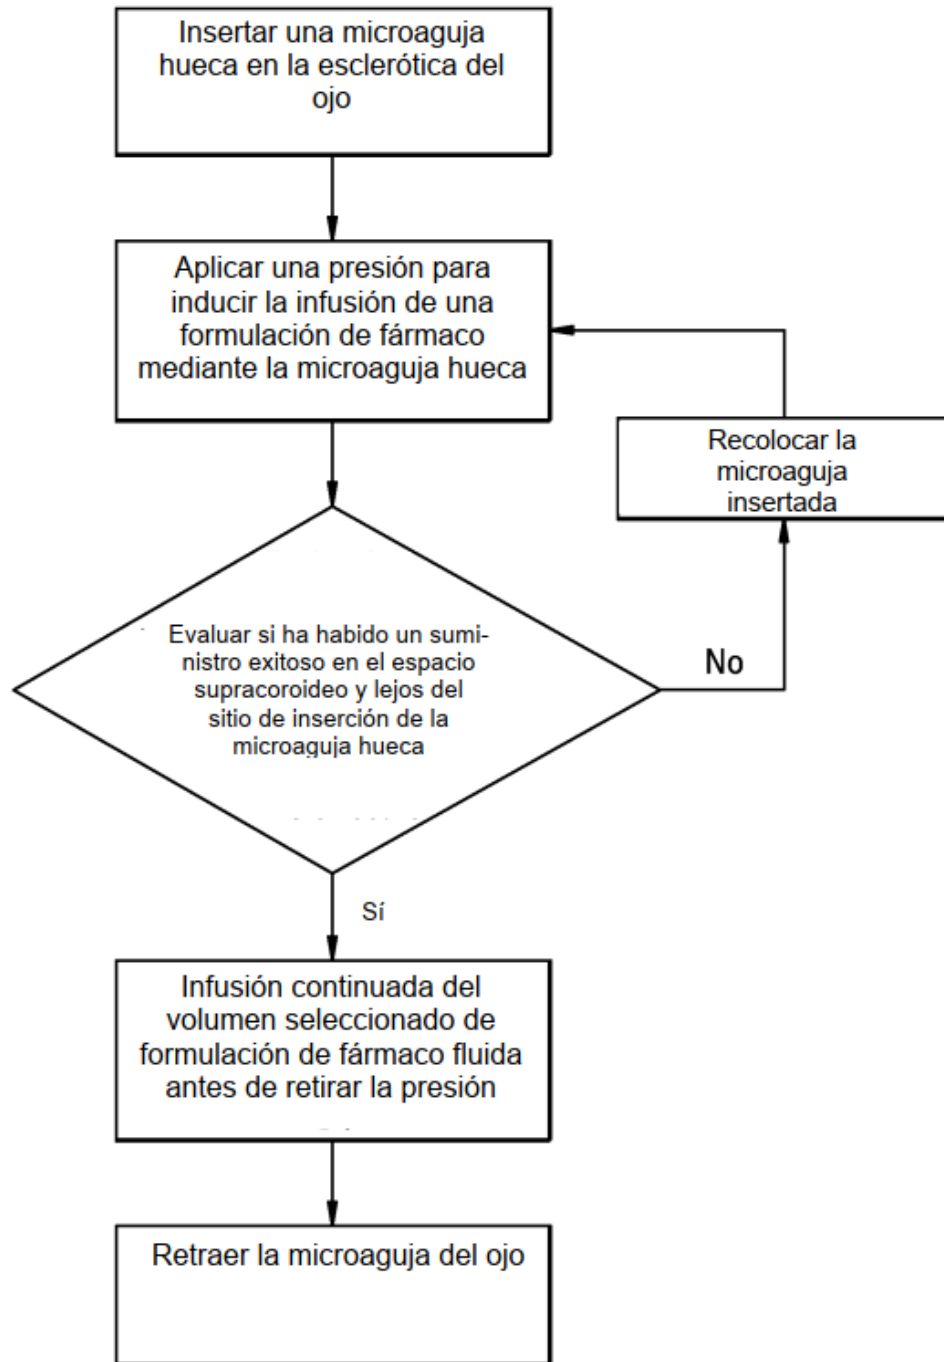 Insertar una microaguja
hueca en la esclerótica del
ojo
Aplicar una presión para
inducir la infusión de una
formulación de fármaco
mediante la microaguja hueca
Recolocar la
microaguja
insertada
Evaluar si ha habido un sumi-
nistro exitoso en el espacio
supracoroideo y lejos del
sitio de inserción de la
microaguja hueca
No
Sí
Infusión continuada del
volumen seleccionado de
formulación de fármaco fluida
antes de retirar la presión
Retraer la microaguja del ojo